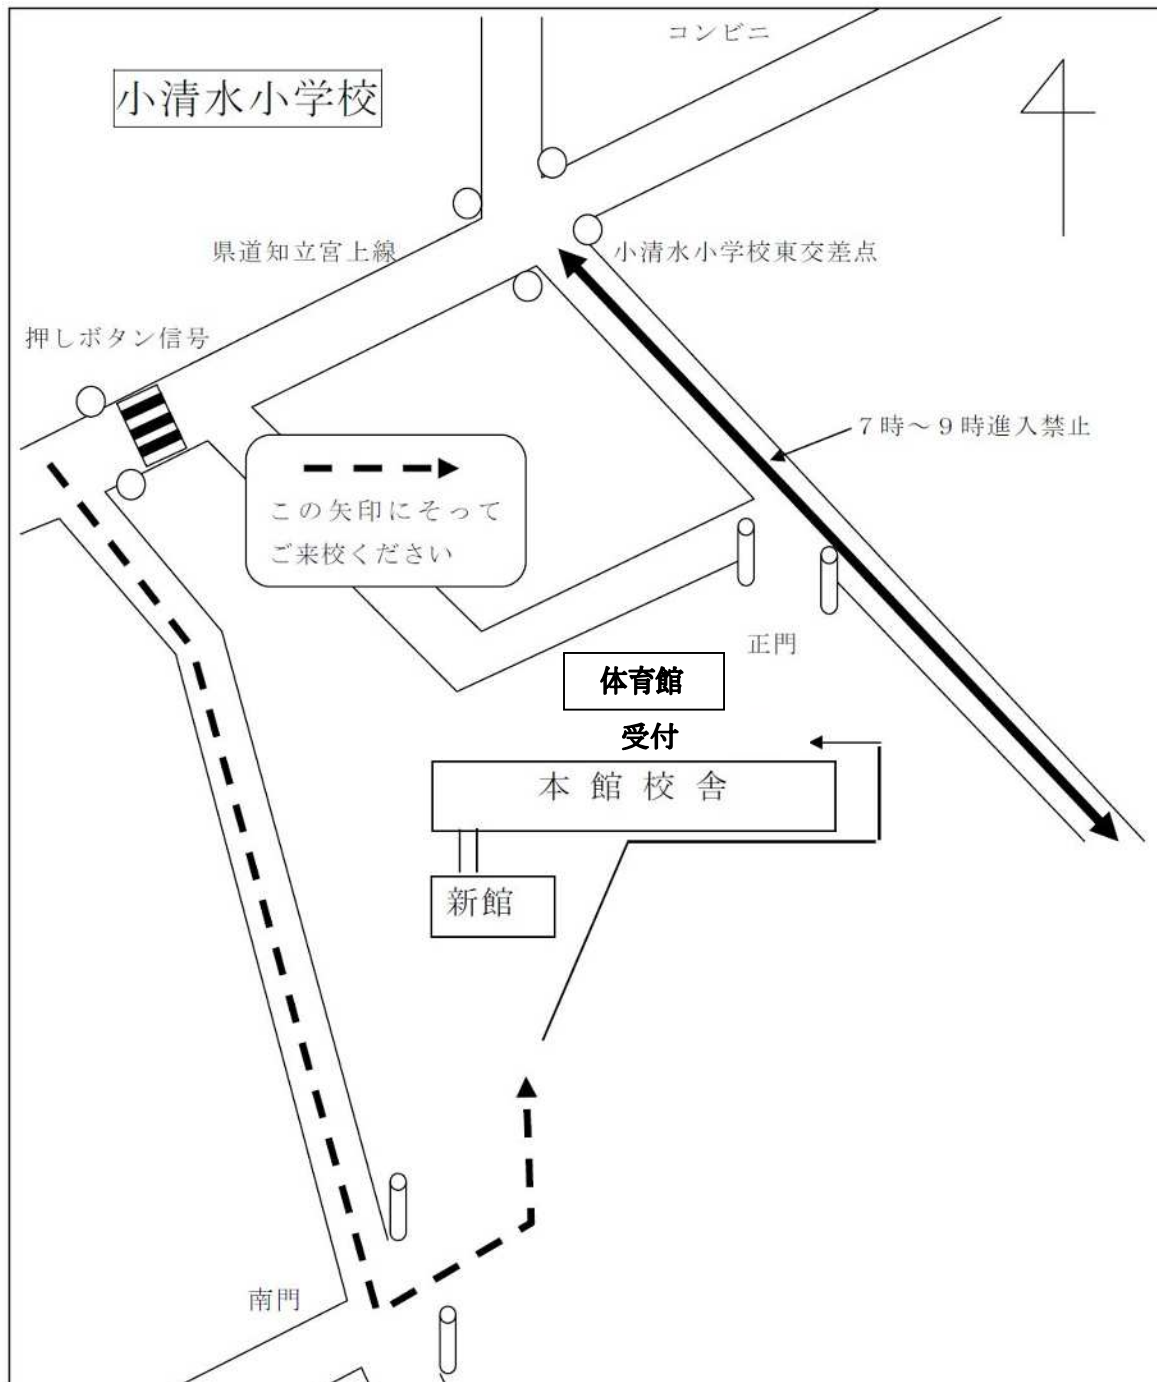 コンビニ
小清水小学校
県道知立宮上線
小清水小学校東交差点
押しボタン信号
7時～9時進入禁止
この矢印にそって
ご来校ください
正門
体育館
受付
本館校舎
新館
南門